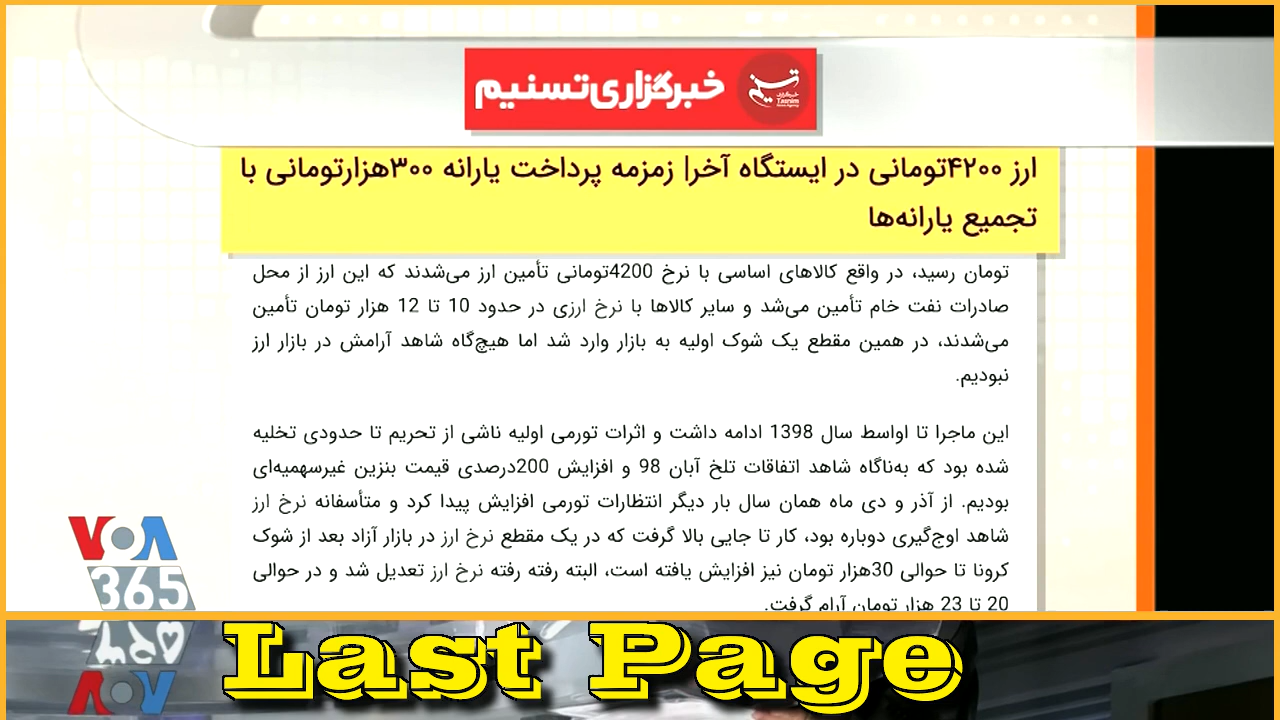 خبرگزاری تسنیم
تسنیم
خبرگزاری
Tasnim
News Agency
ارز ۴۲۰۰تومانی در ایستگاه آخر| زمزمه پرداخت یارانه ۳۰۰هزارتومانی با
تجمیع یارانه‌ها
تومان رسید، در واقع کالاهای اساسی با نرخ 4200تومانی تأمین ارز می‌شدند که این ارز از محل
صادرات نفت خام تأمین می‌شد و سایر کالاها با نرخ ارزی در حدود 10 تا 12 هزار تومان تأمین
می‌شدند، در همین مقطع یک شوک اولیه به بازار وارد شد اما هیچ‌گاه شاهد آرامش در بازار ارز
نبودیم.
این ماجرا تا اواسط سال 1398 ادامه داشت و اثرات تورمی اولیه ناشی از تحریم تا حدودی تخلیه
شده بود که به‌ناگاه شاهد اتفاقات تلخ آبان 98 و افزایش 200درصدی قیمت بنزین غیرسهمیه‌ای
بودیم. از آذر و دی ماه همان سال بار دیگر انتظارات تورمی افزایش پیدا کرد و متأسفانه نرخ ارز
شاهد اوج‌گیری دوباره بود، کار تا جایی بالا گرفت که در یک مقطع نرخ ارز در بازار آزاد بعد از شوک
کرونا تا حوالی 30هزار تومان نیز افزایش یافته است، البته رفته رفته نرخ ارز تعدیل شد و در حوالی
20 تا 23 هزار تومان آرام گرفت.
VOA
365
Last Page